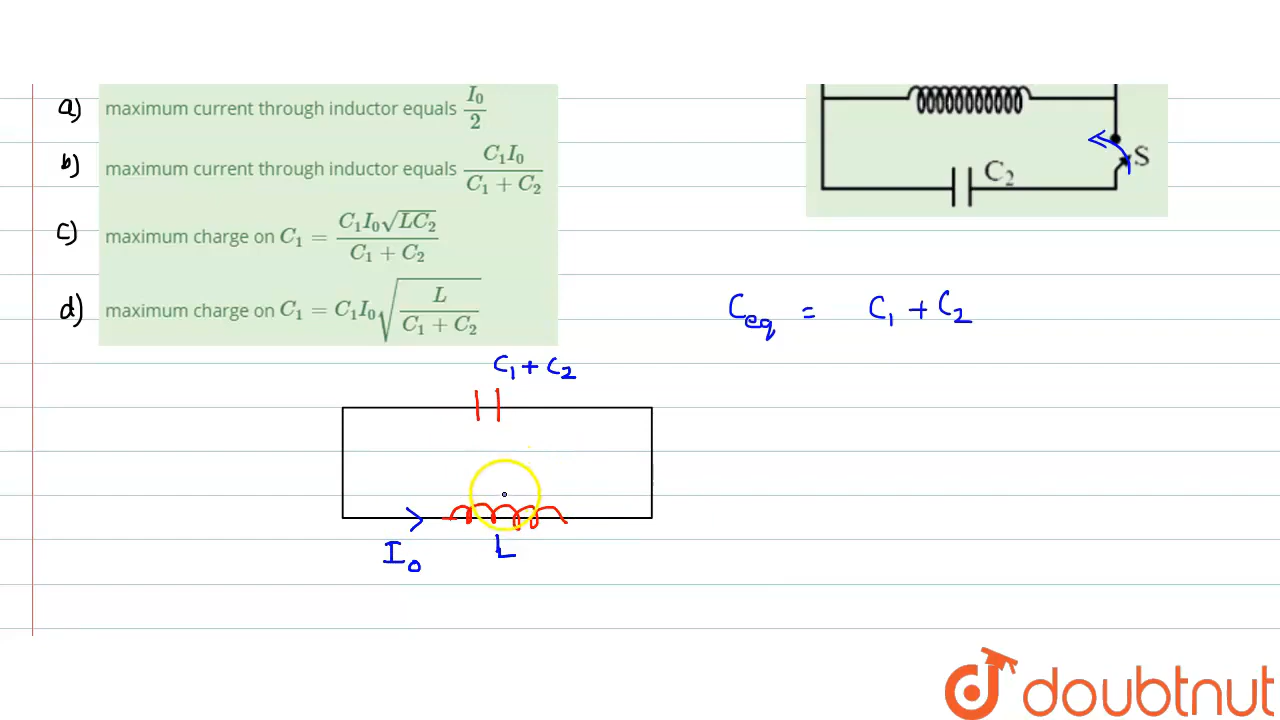 a) maximum current through inductor equals I₀/2
b) maximum current through inductor equals C₁I₀/(C₁ + C₂)
c) maximum charge on C₁ = C₁I₀√(LC₂)/(C₁ + C₂)
d) maximum charge on C₁ = C₁I₀√(L/(C₁ + C₂))
S
C₂
Ceq = C₁ + C₂
C₁ + C₂
I₀
L
doubtnut